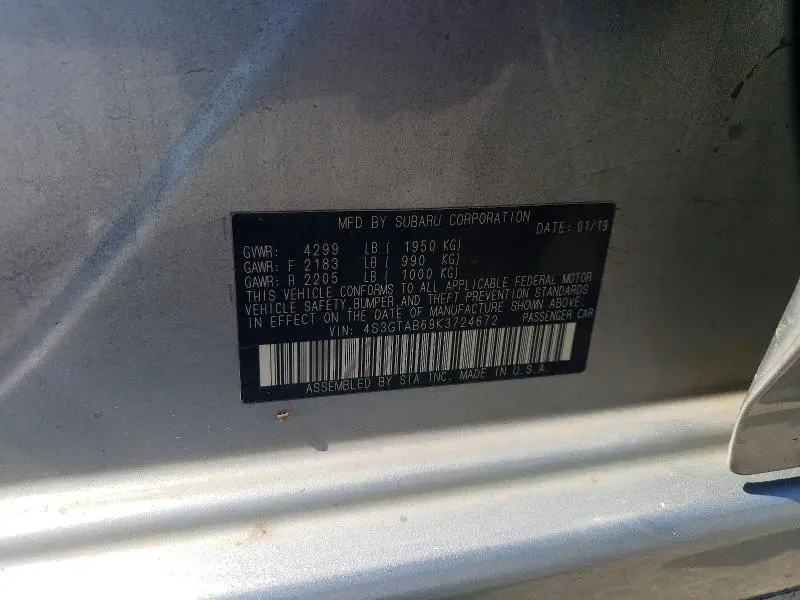 MFD BY SUBARU CORPORATION
DATE: 01/19
GVWR: 4299 LB ( 1950 KG)
GAWR: F 2183 LB ( 990 KG)
GAWR: R 2205 LB ( 1000 KG)
THIS VEHICLE CONFORMS TO ALL APPLICABLE FEDERAL MOTOR
VEHICLE SAFETY,BUMPER,AND THEFT PREVENTION STANDARDS
IN EFFECT ON THE DATE OF MANUFACTURE SHOWN ABOVE.
VIN: 4S3GTAB69K3724672 PASSENGER CAR
ASSEMBLED BY SIA INC. MADE IN U.S.A.